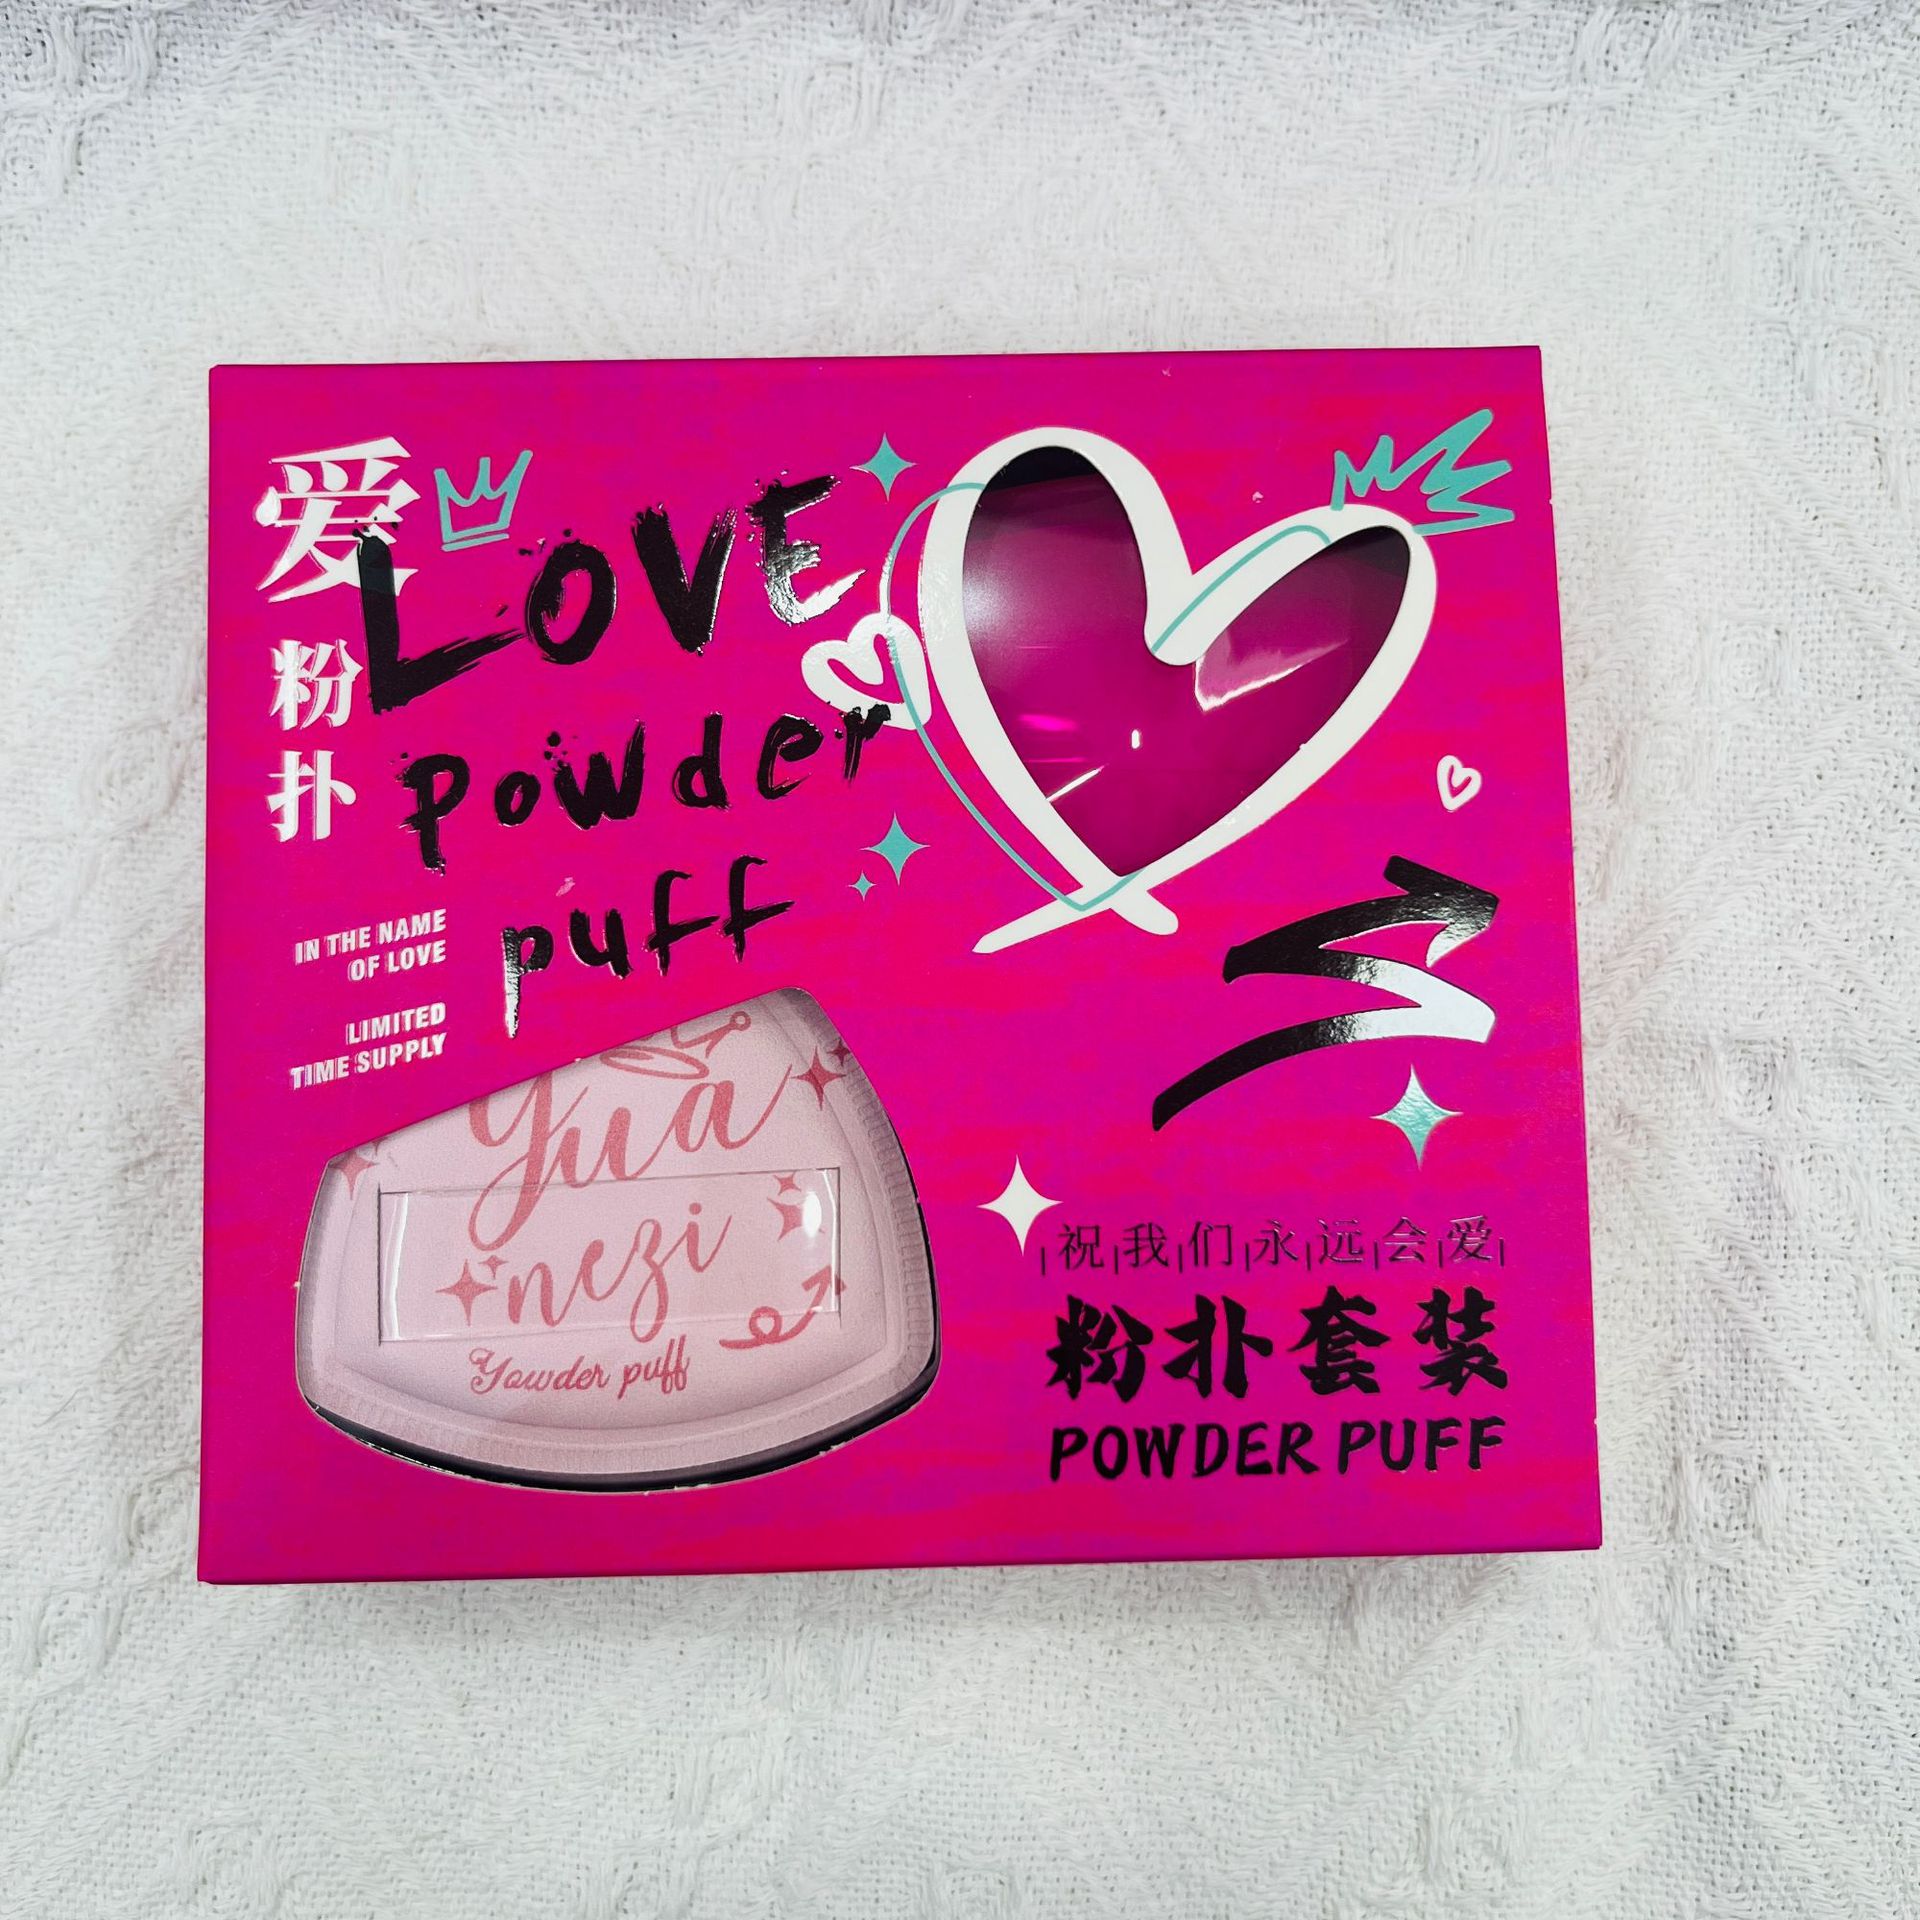 爱
粉
扑
LOVE
powder
puff
IN THE NAME
OF LOVE
LIMITED
TIME SUPPLY
yua
nezi
Powder puff
祝我们永远会爱
粉扑套装
POWDER PUFF